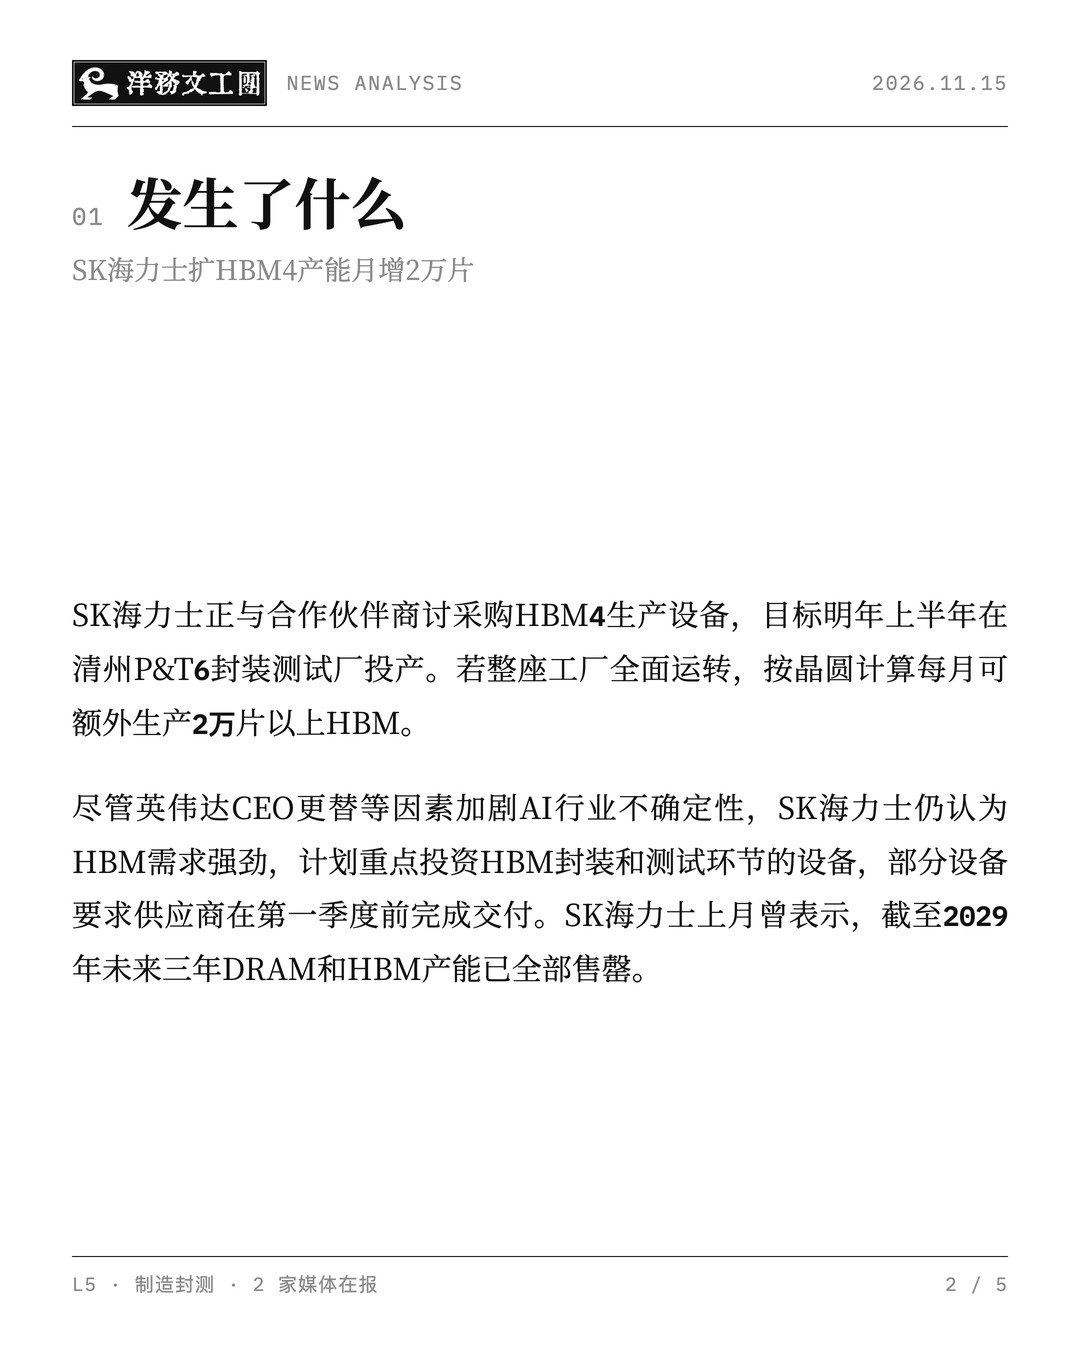 洋務文工團 NEWS ANALYSIS 2026.11.15
01 发生了什么
SK海力士扩HBM4产能月增2万片
SK海力士正与合作伙伴商讨采购HBM4生产设备，目标明年上半年在
清州P&T6封装测试厂投产。若整座工厂全面运转，按晶圆计算每月可
额外生产2万片以上HBM。
尽管英伟达CEO更替等因素加剧AI行业不确定性，SK海力士仍认为
HBM需求强劲，计划重点投资HBM封装和测试环节的设备，部分设备
要求供应商在第一季度前完成交付。SK海力士上月曾表示，截至2029
年未来三年DRAM和HBM产能已全部售罄。
L5 · 制造封测 · 2 家媒体在报 2 / 5